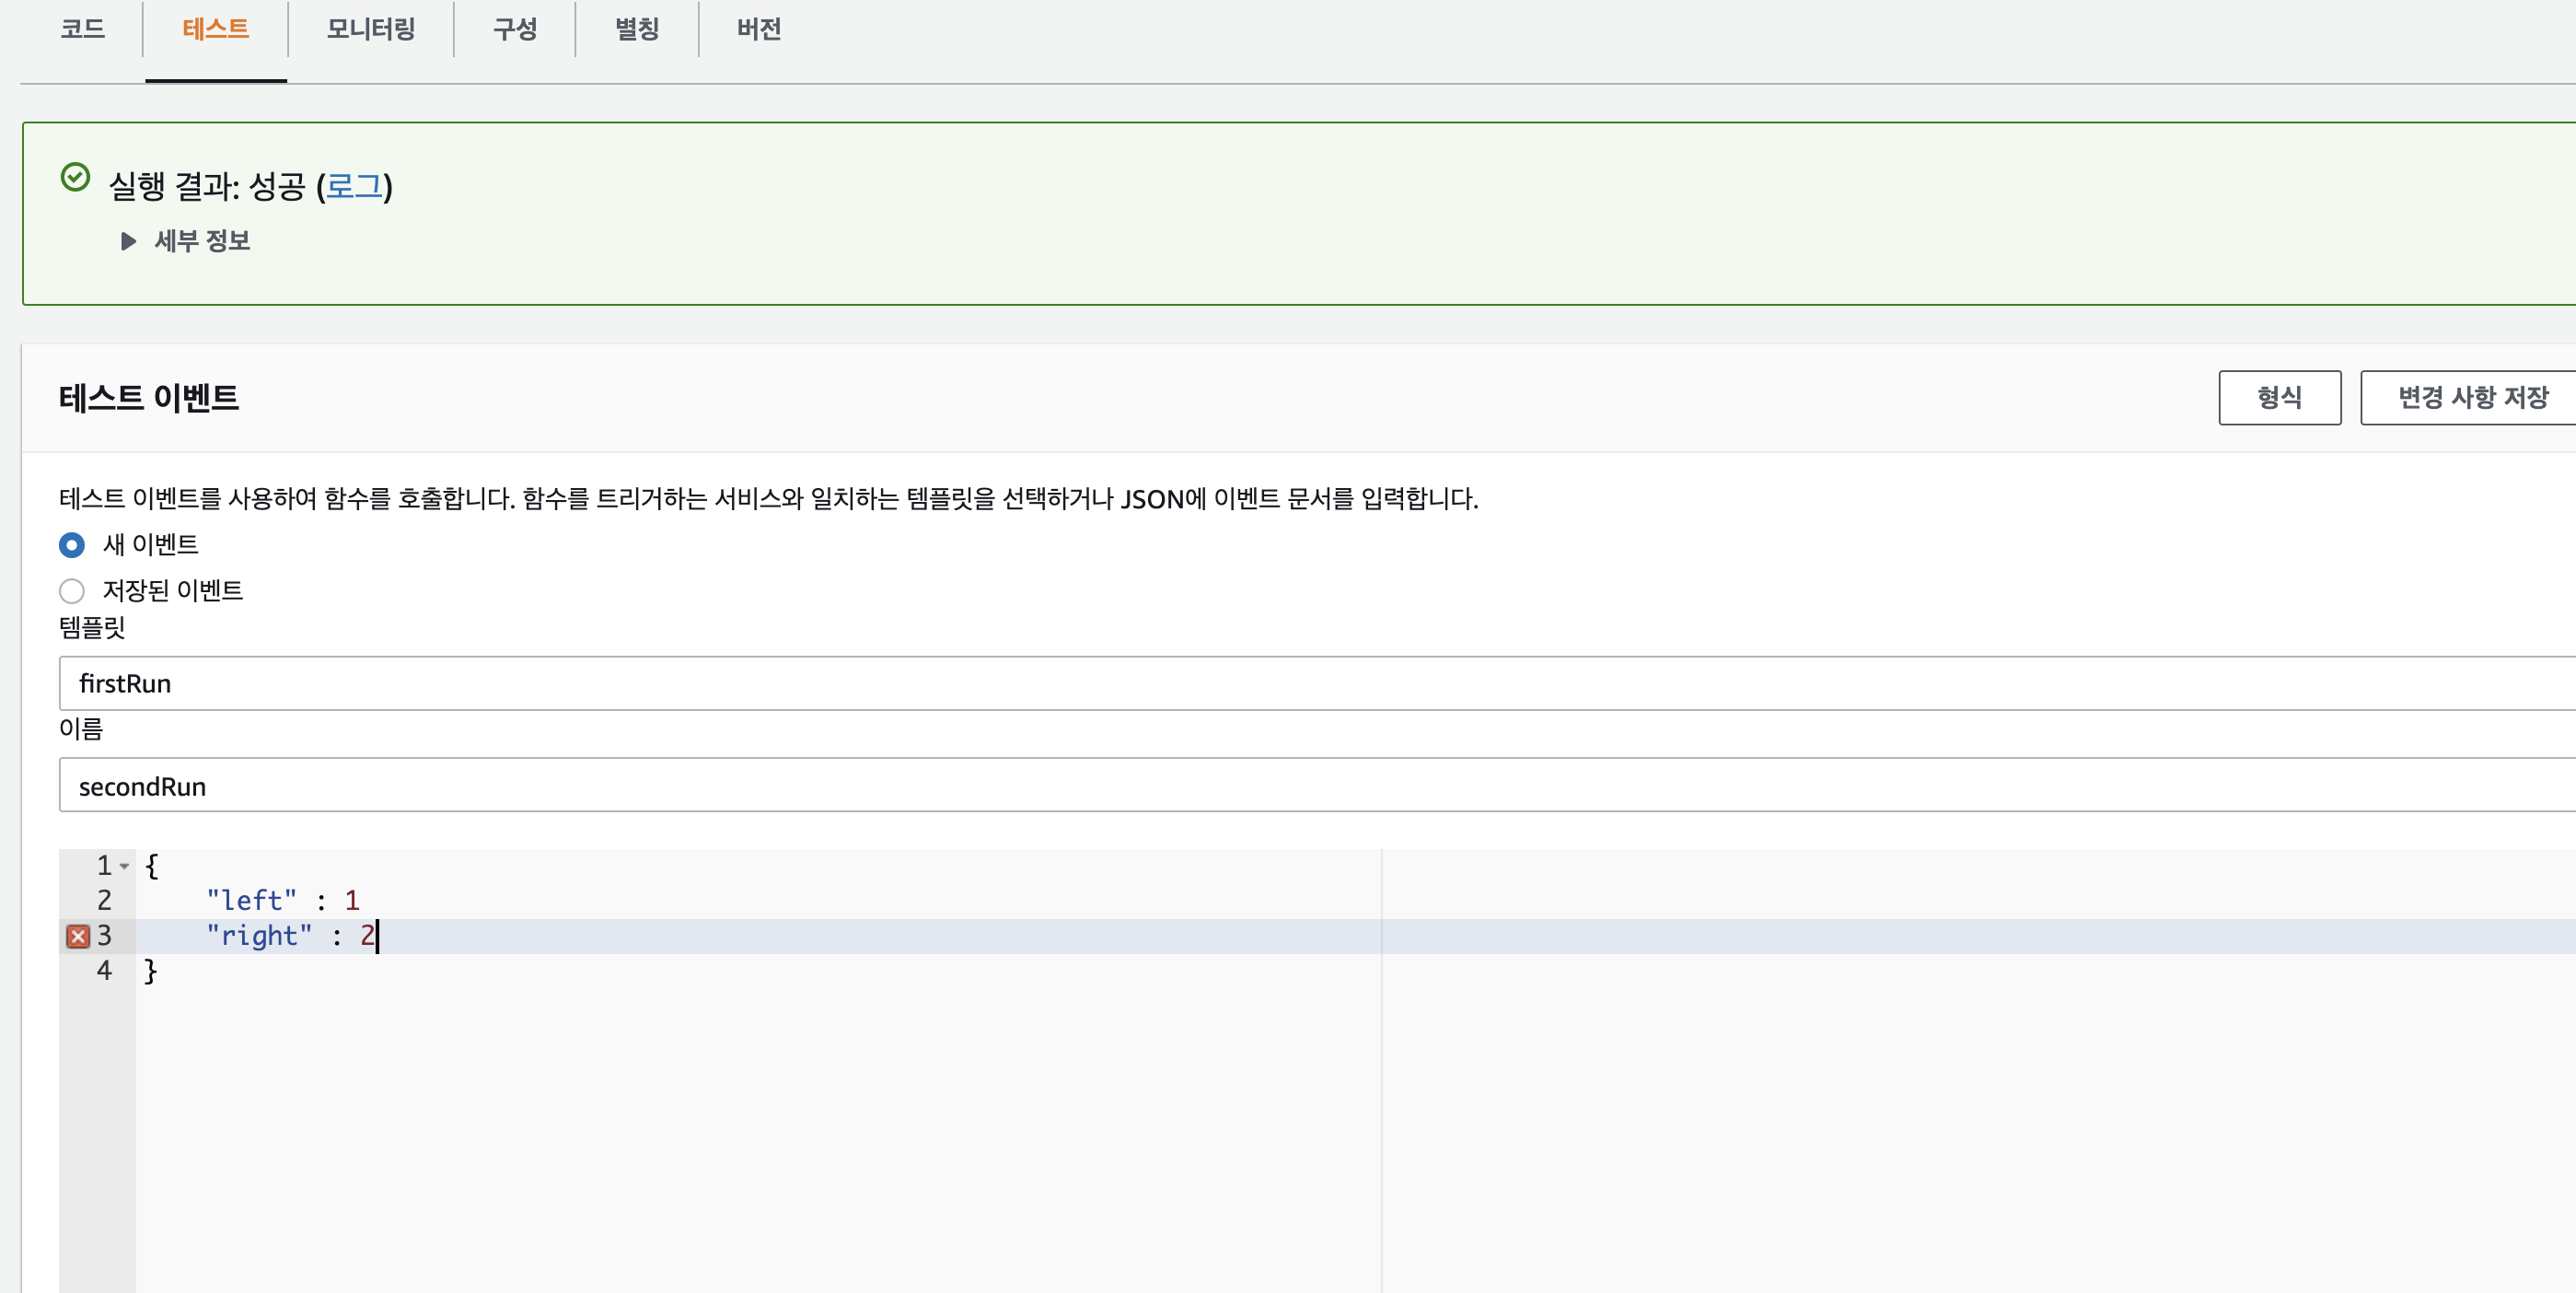 코드 테스트 모니터링 구성 별칭 버전
실행 결과: 성공 (로그)
세부 정보
테스트 이벤트 형식 변경 사항 저장
테스트 이벤트를 사용하여 함수를 호출합니다. 함수를 트리거하는 서비스와 일치하는 템플릿을 선택하거나 JSON에 이벤트 문서를 입력합니다.
새 이벤트
저장된 이벤트
템플릿
firstRun
이름
secondRun
1 {
2 "left" : 1
3 "right" : 2
4 }